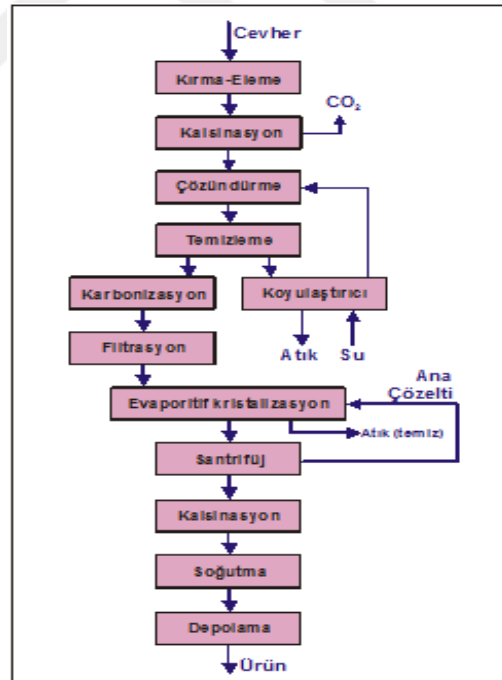 Cevher
Kırma-Eleme
CO₂
Kalsinasyon
Çözündürme
Temizleme
Karbonizasyon
Koyulaştırıcı
Filtrasyon
Atık
Su
Ana
Çözelti
Evaporitif kristalizasyon
Atık (temiz)
Santrifüj
Kalsinasyon
Soğutma
Depolama
Ürün